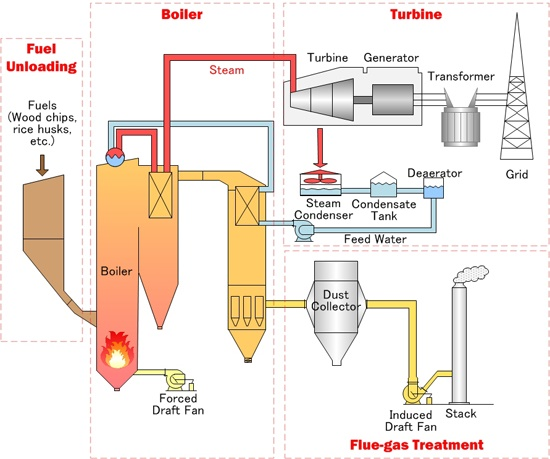 Boiler
Turbine
Fuel
Unloading
Steam
Turbine
Generator
Transformer
Fuels
(Wood chips,
rice husks,
etc.)
Grid
Deaerator
Steam
Condenser
Condensate
Tank
Feed Water
Boiler
Dust
Collector
Forced
Draft Fan
Induced
Draft Fan
Stack
Flue-gas Treatment